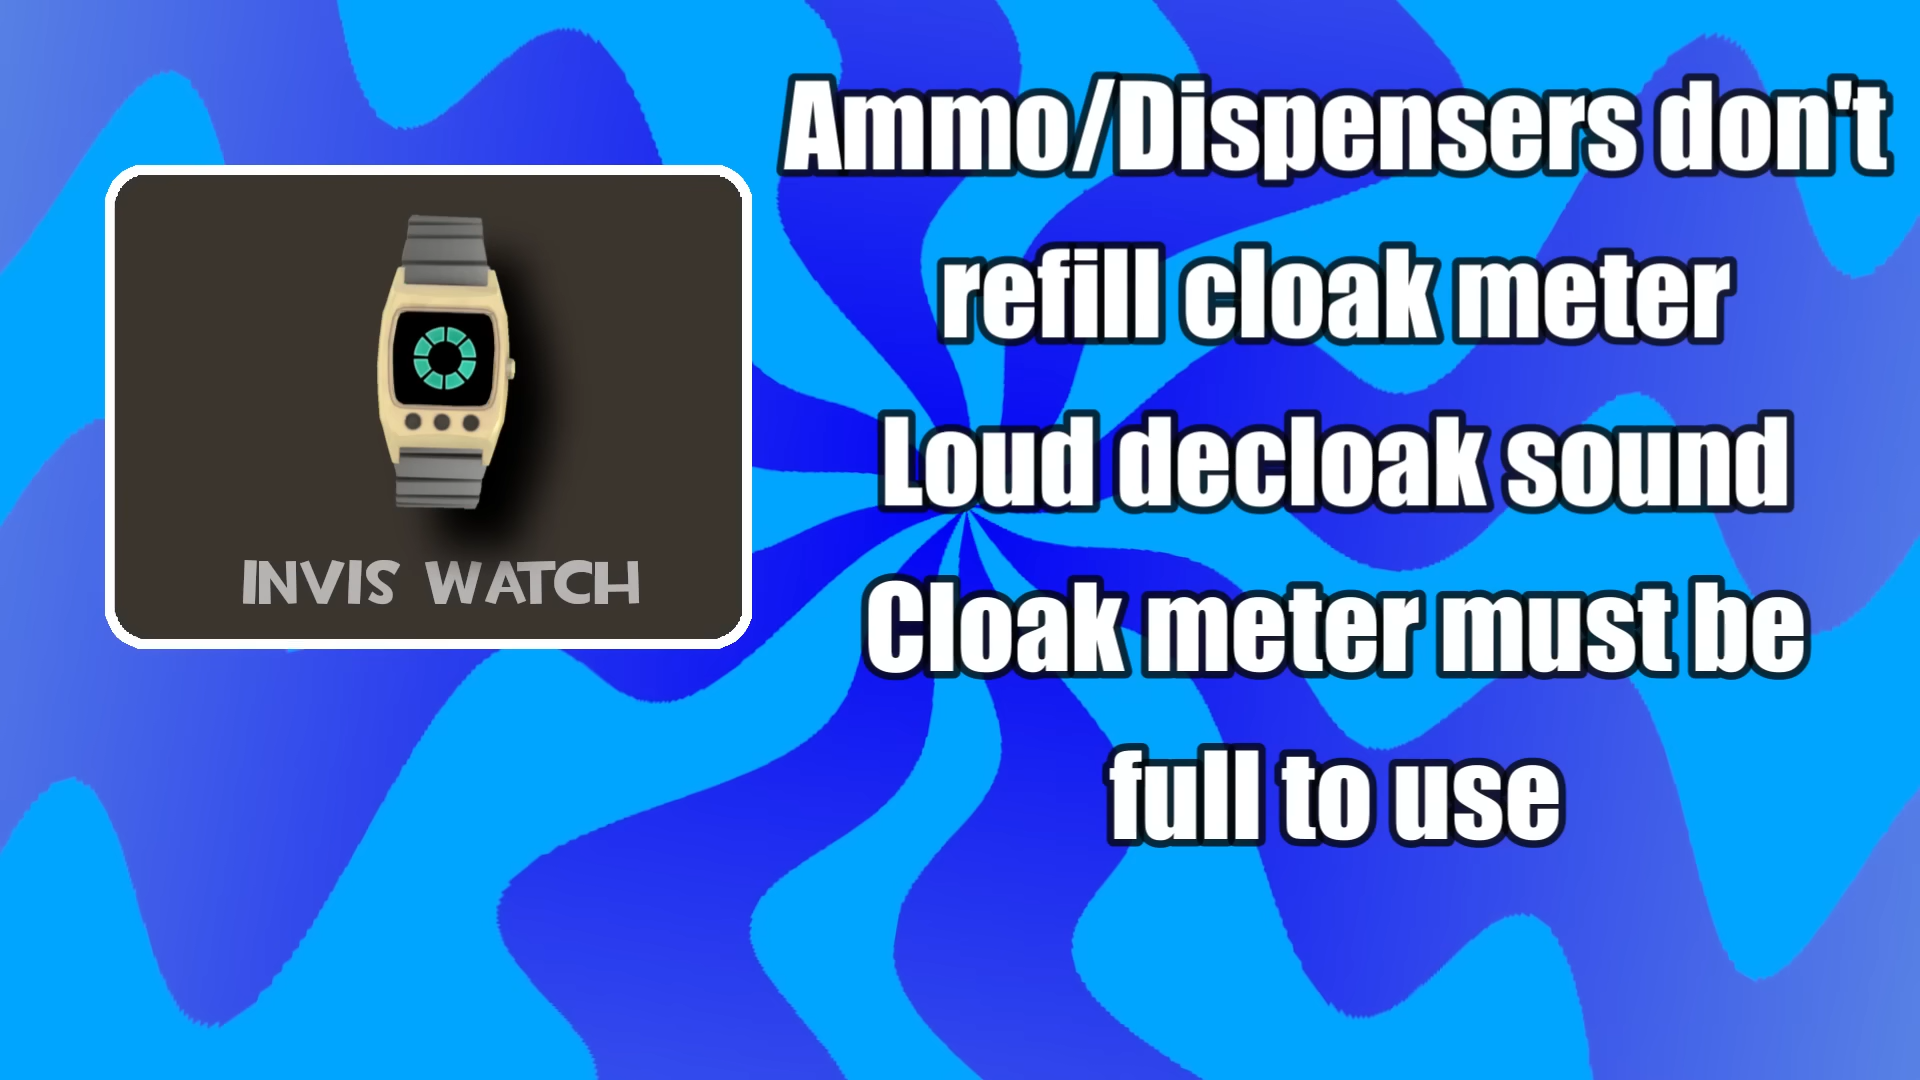 Ammo/Dispensers don't
refill cloak meter
Loud decloak sound
Cloak meter must be
full to use
INVIS WATCH